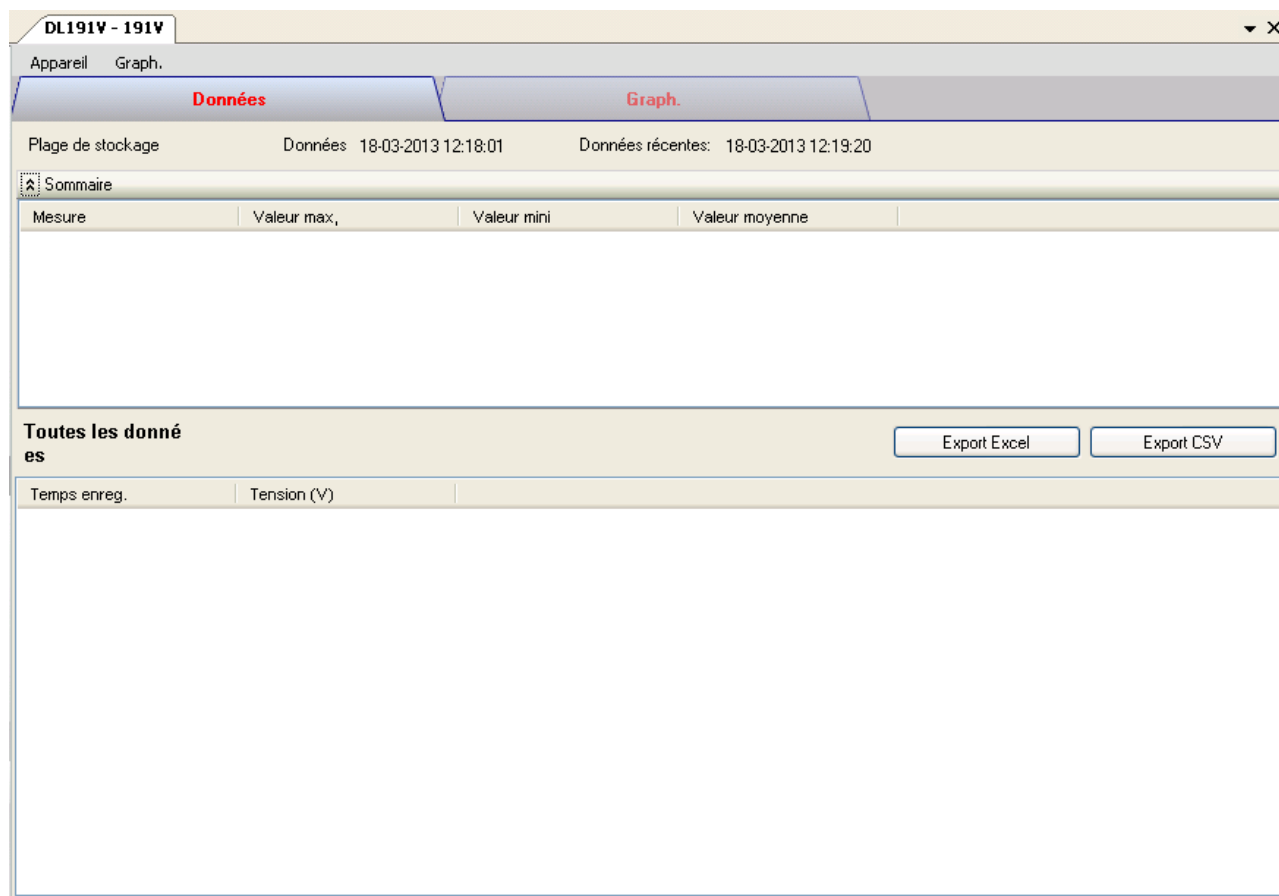 DL191V - 191V
Appareil Graph.
Données Graph.
Plage de stockage Données 18-03-2013 12:18:01 Données récentes: 18-03-2013 12:19:20
Sommaire
Mesure Valeur max, Valeur mini Valeur moyenne
Toutes les donné
es
Export Excel Export CSV
Temps enreg. Tension (V)